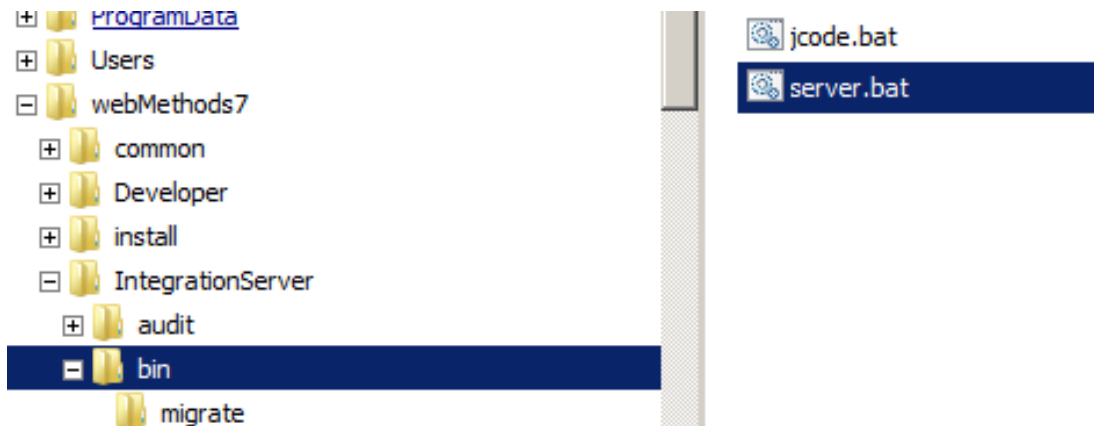 ProgramData
Users
webMethods7
common
Developer
install
IntegrationServer
audit
bin
migrate
jcode.bat
server.bat